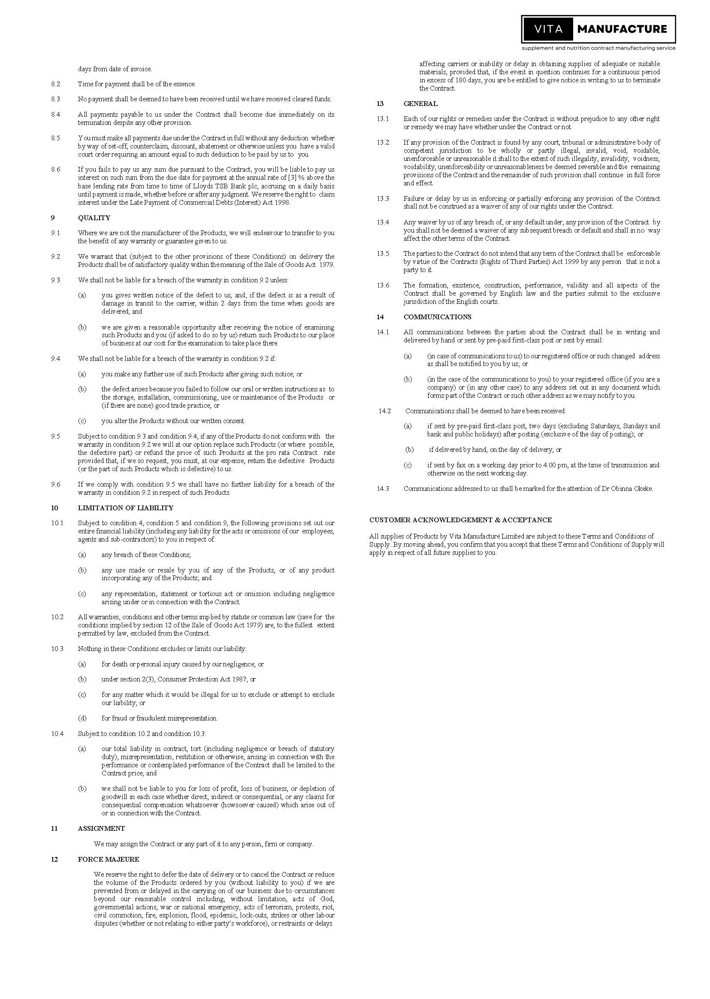 VITA MANUFACTURE
supplement and nutrition contract manufacturing service
days from date of invoice.
8.2 Time for payment shall be of the essence.
8.3 No payment shall be deemed to have been received until we have received cleared funds.
8.4 All payments payable to us under the Contract shall become due immediately on its
termination despite any other provision.
8.5 You must make all payments due under the Contract in full without any deduction whether
by way of set-off, counterclaim, discount, abatement or otherwise unless you have a valid
court order requiring an amount equal to such deduction to be paid by us to you.
8.6 If you fails to pay us any sum due pursuant to the Contract, you will be liable to pay us
interest on such sum from the due date for payment at the annual rate of [3] % above the
base lending rate from time to time of Lloyds TSB Bank plc, accruing on a daily basis
until payment is made, whether before or after any judgment. We reserve the right to claim
interest under the Late Payment of Commercial Debts (Interest) Act 1998.
9 QUALITY
9.1 Where we are not the manufacturer of the Products, we will endeavour to transfer to you
the benefit of any warranty or guarantee given to us.
9.2 We warrant that (subject to the other provisions of these Conditions) on delivery the
Products shall be of satisfactory quality within the meaning of the Sale of Goods Act 1979.
9.3 We shall not be liable for a breach of the warranty in condition 9.2 unless:
(a) you gives written notice of the defect to us, and, if the defect is as a result of
damage in transit to the carrier, within 2 days from the time when goods are
delivered; and
(b) we are given a reasonable opportunity after receiving the notice of examining
such Products and you (if asked to do so by us) return such Products to our place
of business at our cost for the examination to take place there.
9.4 We shall not be liable for a breach of the warranty in condition 9.2 if:
(a) you make any further use of such Products after giving such notice; or
(b) the defect arises because you failed to follow our oral or written instructions as to
the storage, installation, commissioning, use or maintenance of the Products or
(if there are none) good trade practice; or
(c) you alter the Products without our written consent.
9.5 Subject to condition 9.3 and condition 9.4, if any of the Products do not conform with the
warranty in condition 9.2 we will at our option replace such Products (or where possible,
the defective part) or refund the price of such Products at the pro rata Contract rate
provided that, if we so request, you must, at our expense, return the defective Products
(or the part of such Products which is defective) to us.
9.6 If we comply with condition 9.5 we shall have no further liability for a breach of the
warranty in condition 9.2 in respect of such Products.
10 LIMITATION OF LIABILITY
10.1 Subject to condition 4, condition 5 and condition 9, the following provisions set out our
entire financial liability (including any liability for the acts or omissions of our employees,
agents and sub-contractors) to you in respect of:
(a) any breach of these Conditions;
(b) any use made or resale by you of any of the Products, or of any product
incorporating any of the Products; and
(c) any representation, statement or tortious act or omission including negligence
arising under or in connection with the Contract.
10.2 All warranties, conditions and other terms implied by statute or common law (save for the
conditions implied by section 12 of the Sale of Goods Act 1979) are, to the fullest extent
permitted by law, excluded from the Contract.
10.3 Nothing in these Conditions excludes or limits our liability:
(a) for death or personal injury caused by our negligence; or
(b) under section 2(3), Consumer Protection Act 1987; or
(c) for any matter which it would be illegal for us to exclude or attempt to exclude
our liability; or
(d) for fraud or fraudulent misrepresentation.
10.4 Subject to condition 10.2 and condition 10.3:
(a) our total liability in contract, tort (including negligence or breach of statutory
duty), misrepresentation, restitution or otherwise, arising in connection with the
performance or contemplated performance of the Contract shall be limited to the
Contract price; and
(b) we shall not be liable to you for loss of profit, loss of business, or depletion of
goodwill in each case whether direct, indirect or consequential, or any claims for
consequential compensation whatsoever (howsoever caused) which arise out of
or in connection with the Contract.
11 ASSIGNMENT
We may assign the Contract or any part of it to any person, firm or company.
12 FORCE MAJEURE
We reserve the right to defer the date of delivery or to cancel the Contract or reduce
the volume of the Products ordered by you (without liability to you) if we are
prevented from or delayed in the carrying on of our business due to circumstances
beyond our reasonable control including, without limitation, acts of God,
governmental actions, war or national emergency, acts of terrorism, protests, riot,
civil commotion, fire, explosion, flood, epidemic, lock-outs, strikes or other labour
disputes (whether or not relating to either party’s workforce), or restraints or delays
affecting carriers or inability or delay in obtaining supplies of adequate or suitable
materials, provided that, if the event in question continues for a continuous period
in excess of 180 days, you are be entitled to give notice in writing to us to terminate
the Contract.
13 GENERAL
13.1 Each of our rights or remedies under the Contract is without prejudice to any other right
or remedy we may have whether under the Contract or not.
13.2 If any provision of the Contract is found by any court, tribunal or administrative body of
competent jurisdiction to be wholly or partly illegal, invalid, void, voidable,
unenforceable or unreasonable it shall to the extent of such illegality, invalidity, voidness,
voidability, unenforceability or unreasonableness be deemed severable and the remaining
provisions of the Contract and the remainder of such provision shall continue in full force
and effect.
13.3 Failure or delay by us in enforcing or partially enforcing any provision of the Contract
shall not be construed as a waiver of any of our rights under the Contract.
13.4 Any waiver by us of any breach of, or any default under, any provision of the Contract by
you shall not be deemed a waiver of any subsequent breach or default and shall in no way
affect the other terms of the Contract.
13.5 The parties to the Contract do not intend that any term of the Contract shall be enforceable
by virtue of the Contracts (Rights of Third Parties) Act 1999 by any person that is not a
party to it.
13.6 The formation, existence, construction, performance, validity and all aspects of the
Contract shall be governed by English law and the parties submit to the exclusive
jurisdiction of the English courts.
14 COMMUNICATIONS
14.1 All communications between the parties about the Contract shall be in writing and
delivered by hand or sent by pre-paid first-class post or sent by email:
(a) (in case of communications to us) to our registered office or such changed address
as shall be notified to you by us; or
(b) (in the case of the communications to you) to your registered office (if you are a
company) or (in any other case) to any address set out in any document which
forms part of the Contract or such other address as we may notify to you.
14.2 Communications shall be deemed to have been received:
(a) if sent by pre-paid first-class post, two days (excluding Saturdays, Sundays and
bank and public holidays) after posting (exclusive of the day of posting); or
(b) if delivered by hand, on the day of delivery; or
(c) if sent by fax on a working day prior to 4.00 pm, at the time of transmission and
otherwise on the next working day.
14.3 Communications addressed to us shall be marked for the attention of Dr Obinna Okeke.
CUSTOMER ACKNOWLEDGEMENT & ACCEPTANCE
All supplies of Products by Vita Manufacture Limited are subject to these Terms and Conditions of
Supply. By moving ahead, you confirm that you accept that these Terms and Conditions of Supply will
apply in respect of all future supplies to you.